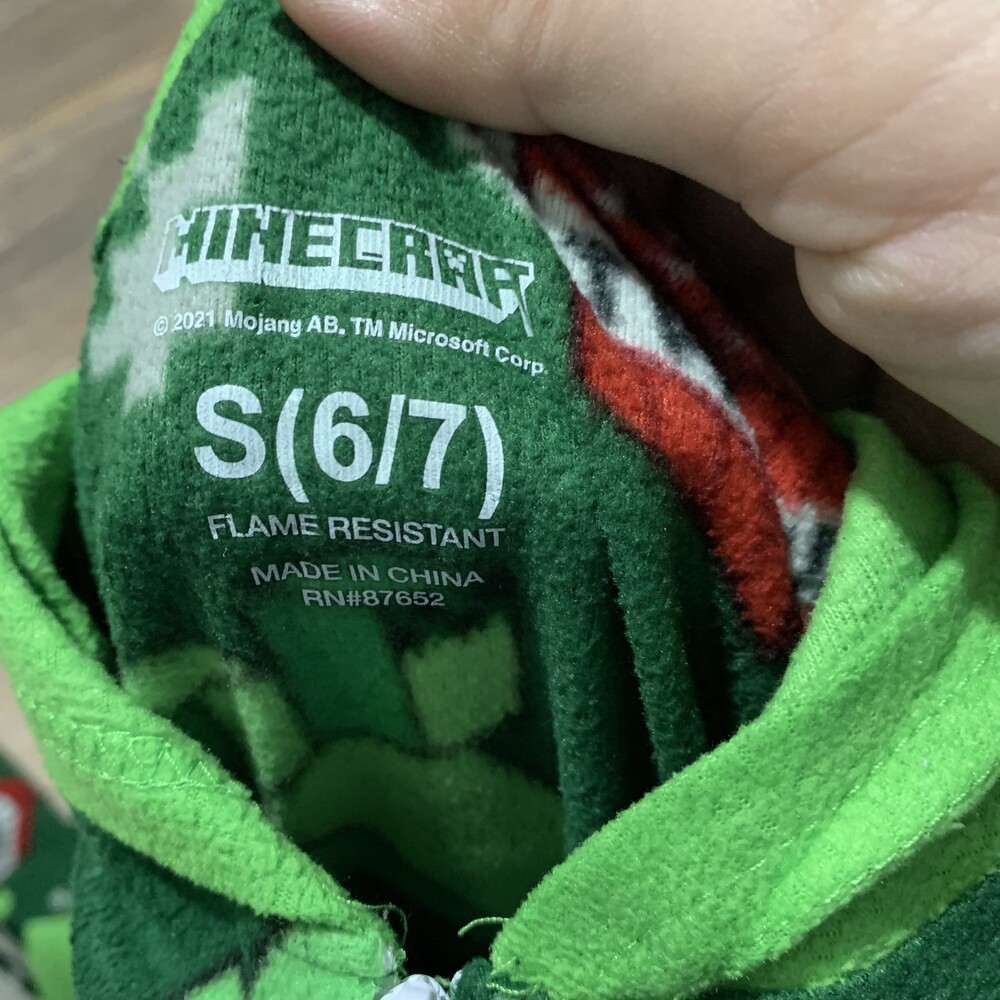 MINECRAFT
© 2021 Mojang AB. TM Microsoft Corp.
S(6/7)
FLAME RESISTANT
MADE IN CHINA
RN#87652